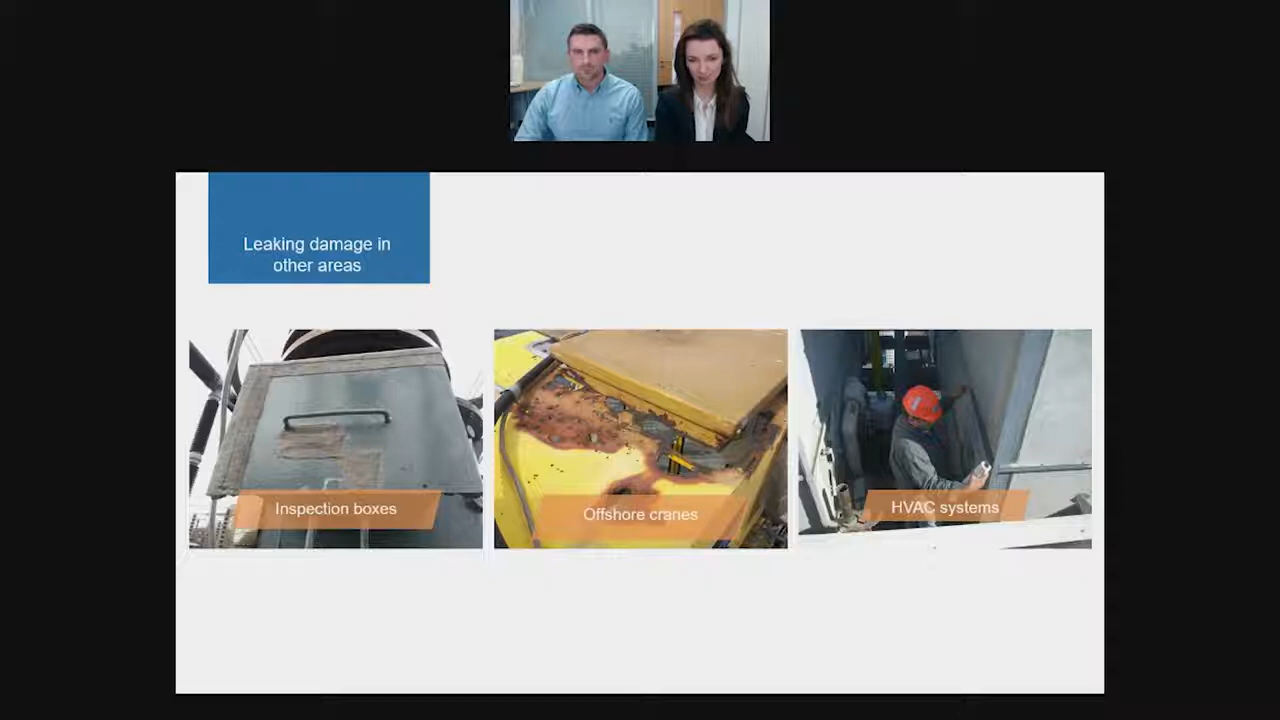 Leaking damage in
other areas
Inspection boxes
Offshore cranes
HVAC systems